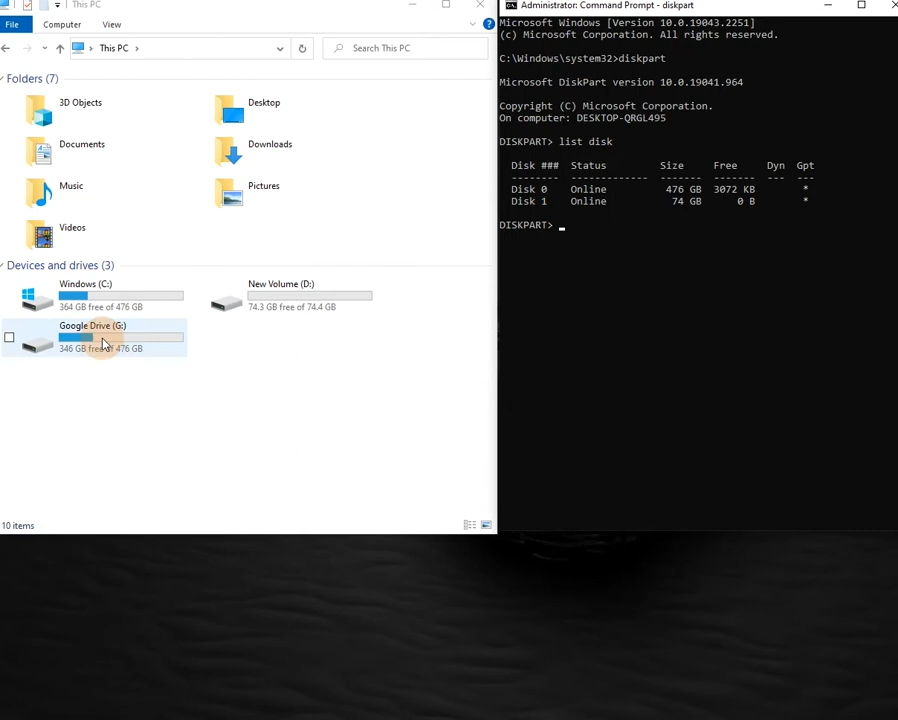 This PC
File
Computer
View
This PC
Search This PC
Folders (7)
3D Objects
Desktop
Documents
Downloads
Music
Pictures
Videos
Devices and drives (3)
Windows (C:)
364 GB free of 476 GB
New Volume (D:)
74.3 GB free of 74.4 GB
Google Drive (G:)
346 GB free of 476 GB
10 items
Administrator: Command Prompt - diskpart
Microsoft Windows [Version 10.0.19043.2251]
(c) Microsoft Corporation. All rights reserved.
C:\Windows\system32>diskpart
Microsoft DiskPart version 10.0.19041.964
Copyright (C) Microsoft Corporation.
On computer: DESKTOP-QRGL495
DISKPART> list disk
Disk ### Status Size Free Dyn Gpt
-------- ------------- ------- ------- --- ---
Disk 0 Online 476 GB 3072 KB *
Disk 1 Online 74 GB 0 B *
DISKPART> _